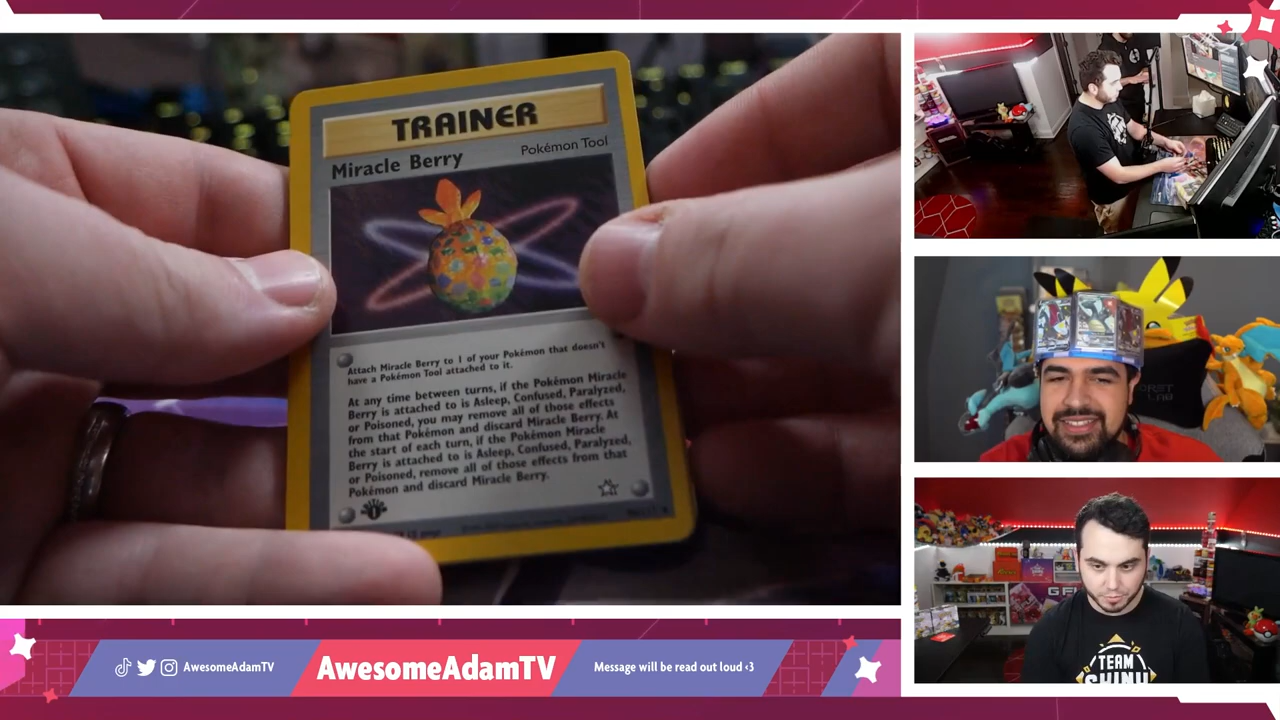 TRAINER
Miracle Berry
Pokémon Tool
Attach Miracle Berry to 1 of your Pokémon that doesn't
have a Pokémon Tool attached to it.
At any time between turns, if the Pokémon Miracle
Berry is attached to is Asleep, Confused, Paralyzed,
or Poisoned, you may remove all of those effects
from that Pokémon and discard Miracle Berry. At
the start of each turn, if the Pokémon Miracle
Berry is attached to is Asleep, Confused, Paralyzed,
or Poisoned, remove all of those effects from that
Pokémon and discard Miracle Berry.
1
AwesomeAdamTV
AwesomeAdamTV
Message will be read out loud <3
TEAM
SHINY